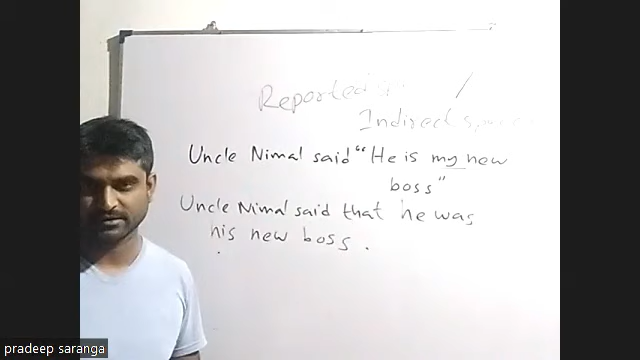 Reported
/
Indirect
Uncle Nimal said "He is my new
boss"
Uncle Nimal said that he was
his new boss.
pradeep saranga